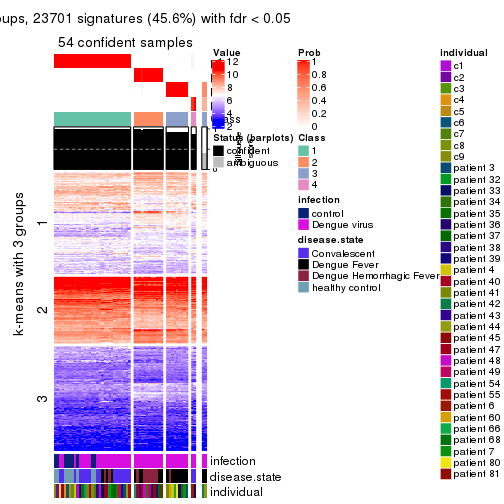 oups, 23701 signatures (45.6%) with fdr < 0.05
54 confident samples
k-means with 3 groups
1
2
3
infection
disease.state
individual
Value
12
10
8
6
4
2
Class
Status (barplots)
confident
ambiguous
Prob
1
0.8
0.6
0.4
0.2
0
Class
1
2
3
4
infection
control
Dengue virus
disease.state
Convalescent
Dengue Fever
Dengue Hemorrhagic Fever
healthy control
individual
c1
c2
c3
c4
c5
c6
c7
c8
c9
patient 3
patient 32
patient 33
patient 34
patient 35
patient 36
patient 37
patient 38
patient 39
patient 4
patient 40
patient 41
patient 42
patient 43
patient 44
patient 45
patient 47
patient 48
patient 49
patient 54
patient 55
patient 6
patient 60
patient 66
patient 68
patient 7
patient 80
patient 81